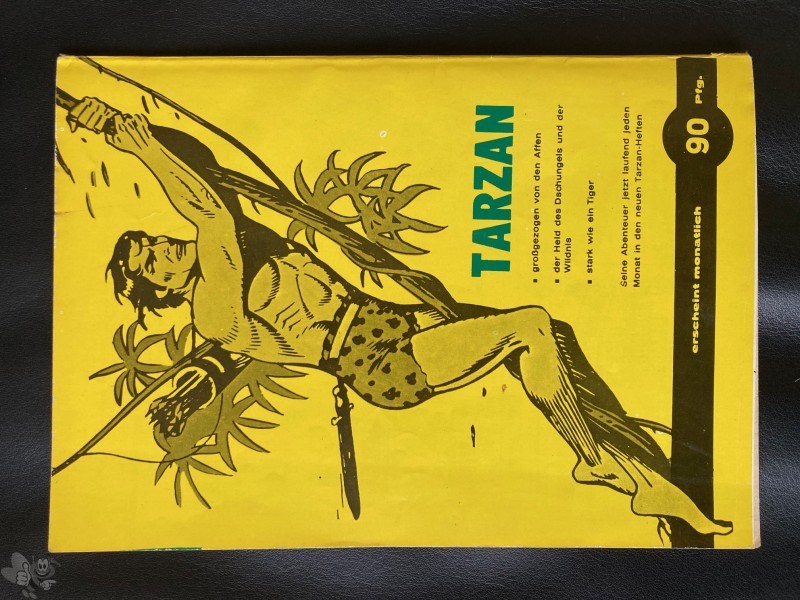 TARZAN
▪ großgezogen von den Affen
▪ der Held des Dschungels und der
Wildnis
▪ stark wie ein Tiger
Seine Abenteuer jetzt laufend jeden
Monat in den neuen Tarzan-Heften
erscheint monatlich 90 Pfg.